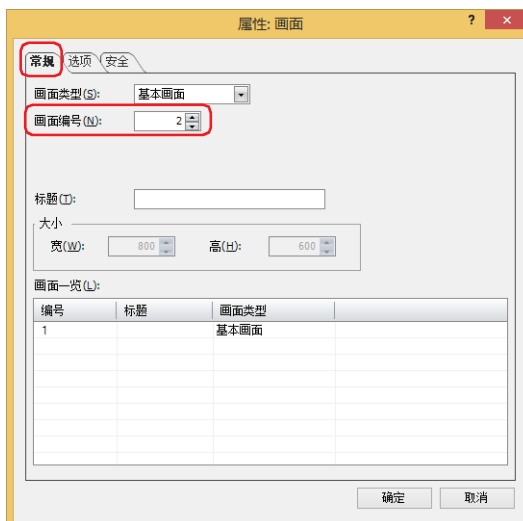 属性: 画面
? ×
常规 选项 安全
画面类型(S): 基本画面
画面编号(N): 2
标题(T):
大小
宽(W): 800 高(H): 600
画面一览(L):
编号 标题 画面类型
1 基本画面
确定 取消